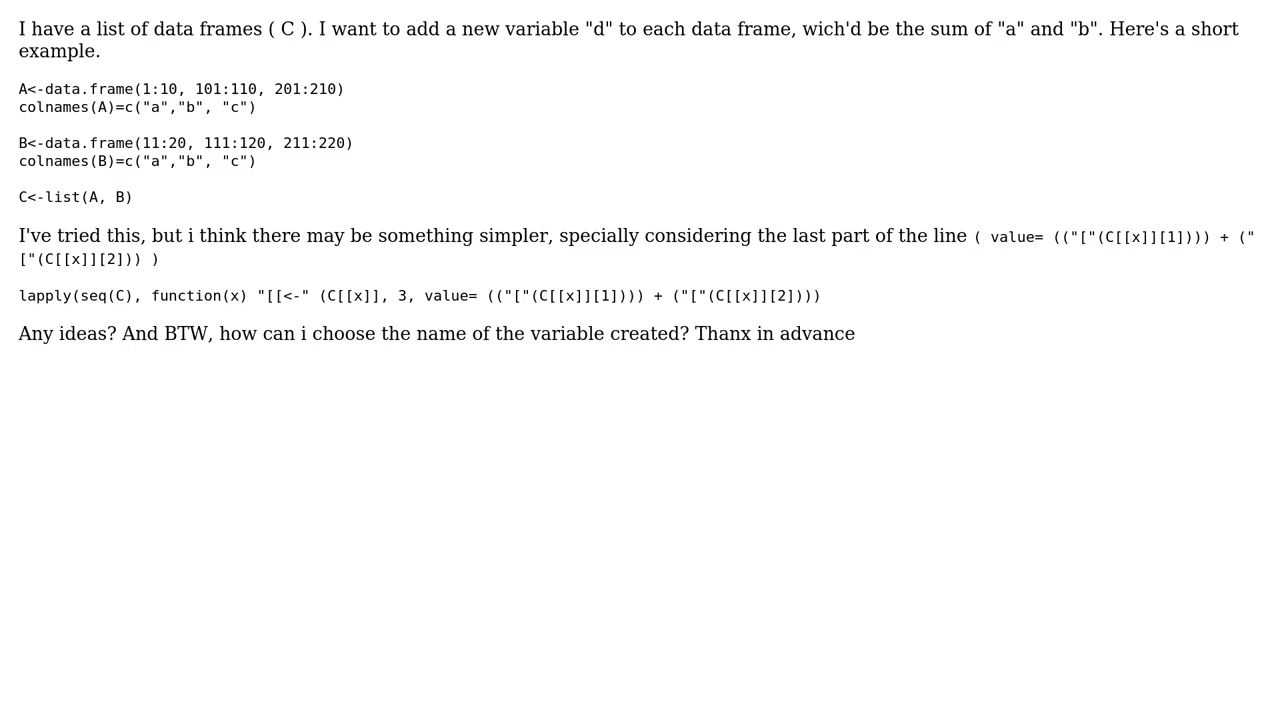 I have a list of data frames ( C ). I want to add a new variable "d" to each data frame, wich'd be the sum of "a" and "b". Here's a short
example.
A<-data.frame(1:10, 101:110, 201:210)
colnames(A)=c("a","b", "c")
B<-data.frame(11:20, 111:120, 211:220)
colnames(B)=c("a","b", "c")
C<-list(A, B)
I've tried this, but i think there may be something simpler, specially considering the last part of the line ( value= (("["(C[[x]][1]))) + ("
["(C[[x]][2])) )
lapply(seq(C), function(x) "[[<-" (C[[x]], 3, value= (("["(C[[x]][1]))) + ("["(C[[x]][2])))
Any ideas? And BTW, how can i choose the name of the variable created? Thanx in advance